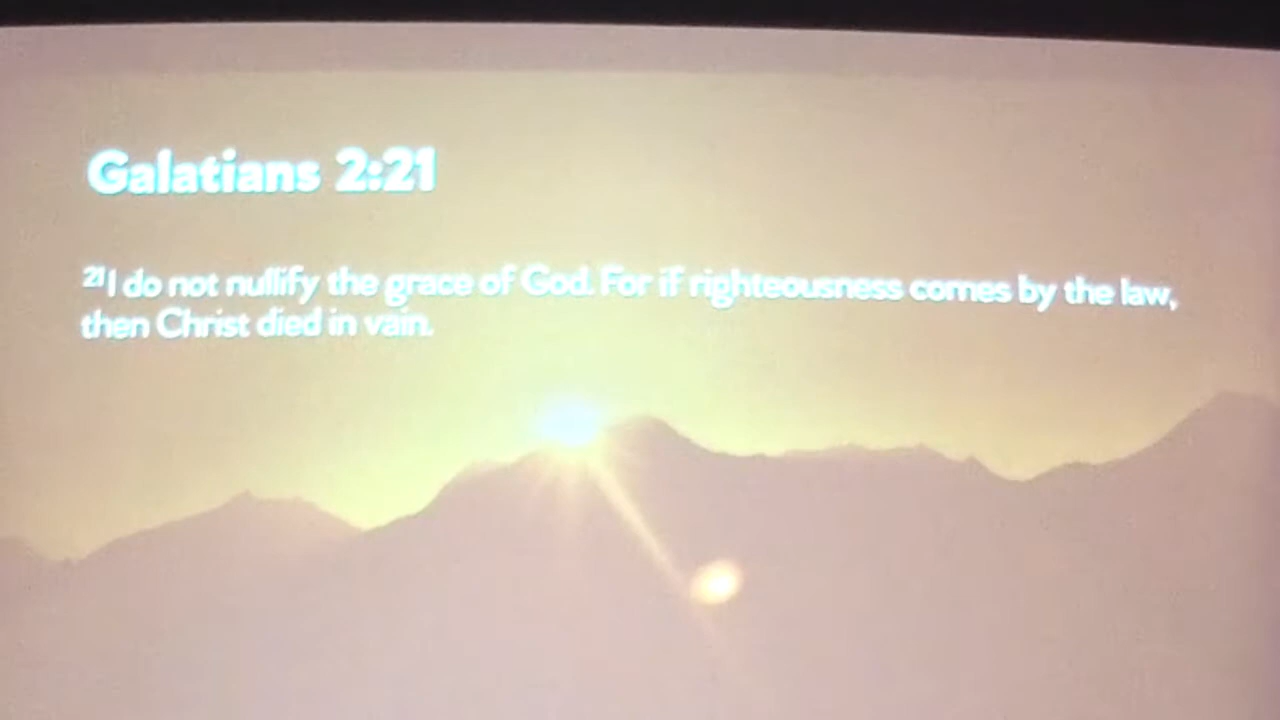 Galatians 2:21
21 I do not nullify the grace of God. For if righteousness comes by the law,
then Christ died in vain.